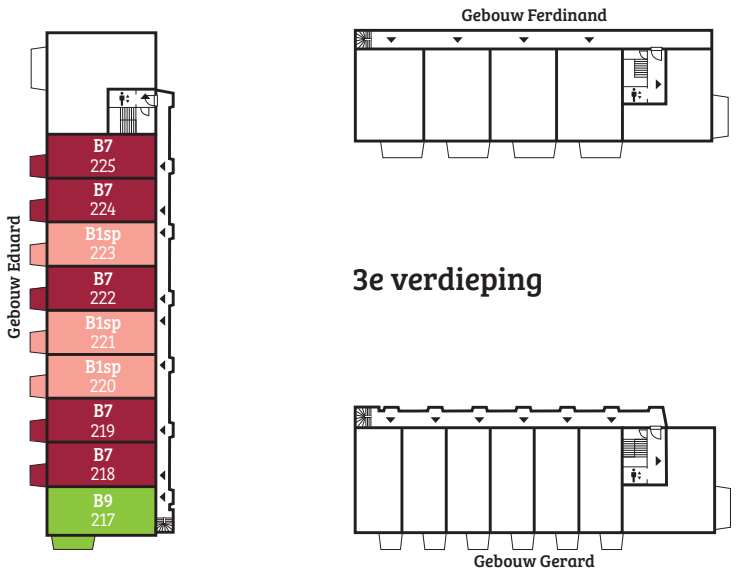 Gebouw Ferdinand
Gebouw Eduard
B7
225
B7
224
B1sp
223
B7
222
B1sp
221
B1sp
220
B7
219
B7
218
B9
217
3e verdieping
Gebouw Gerard